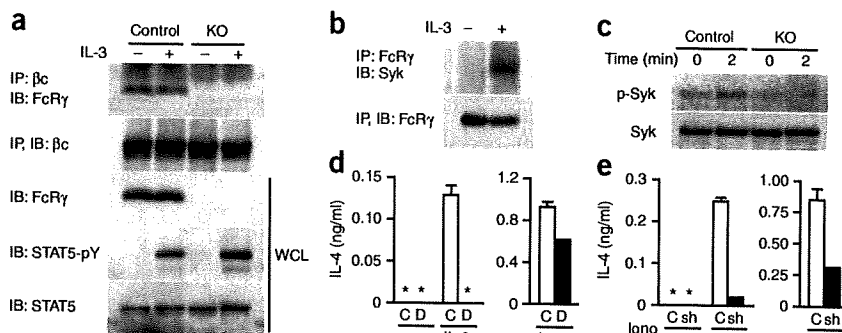 a
Control KO
IL-3 – + – +
IP: βc
IB: FcRγ
IP, IB: βc
IB: FcRγ
IB: STAT5-pY
IB: STAT5
WCL
b
IL-3 – +
IP: FcRγ
IB: Syk
IP, IB: FcRγ
c
Control KO
Time (min) 0 2 0 2
p-Syk
Syk
d
IL-4 (ng/ml)
0.15
0.10
0.05
0
* * *
C D C D
1.2
0.8
0.4
0
C D
e
IL-4 (ng/ml)
0.3
0.2
0.1
0
* *
C sh C sh
1.00
0.75
0.50
0.25
0
C sh